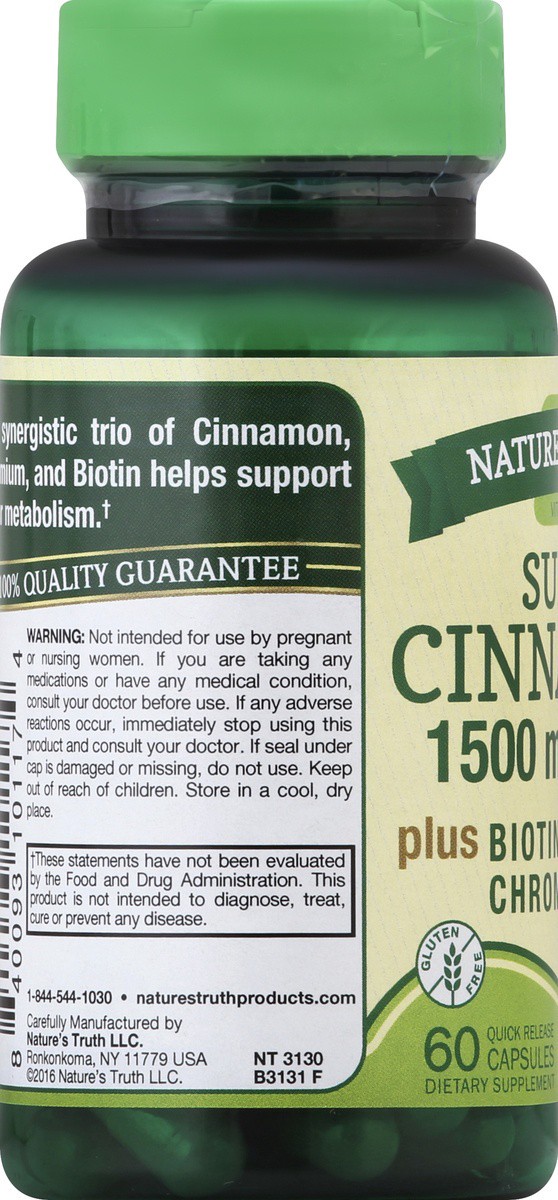 synergistic trio of Cinnamon,
and Biotin helps support
metabolism.†
100% QUALITY GUARANTEE
WARNING: Not intended for use by pregnant
or nursing women. If you are taking any
medications or have any medical condition,
consult your doctor before use. If any adverse
reactions occur, immediately stop using this
product and consult your doctor. If seal under
cap is damaged or missing, do not use. Keep
out of reach of children. Store in a cool, dry
place.
†These statements have not been evaluated
by the Food and Drug Administration. This
product is not intended to diagnose, treat,
cure or prevent any disease.
1-844-544-1030 • naturestruthproducts.com
Carefully Manufactured by
Nature's Truth LLC.
Ronkonkoma, NY 11779 USA
©2016 Nature's Truth LLC.
NT 3130
B3131 F
8 40093 10117 4
NATURE
SU
CINNA
1500 m
plus BIOTIN
CHROM
GLUTEN
FREE
60 QUICK RELEASE
CAPSULES
DIETARY SUPPLEMENT